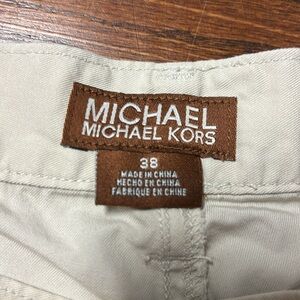 MICHAEL
MICHAEL KORS
38
MADE IN CHINA
HECHO EN CHINA
FABRIQUE EN CHINE